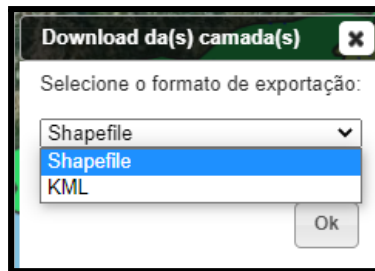 Download da(s) camada(s)
Selecione o formato de exportação:
Shapefile
Shapefile
KML
Ok